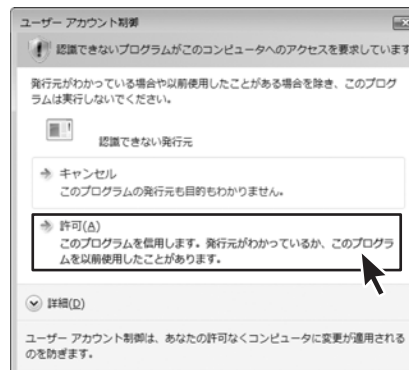 ユーザー アカウント制御
認識できないプログラムがこのコンピュータへのアクセスを要求しています
発行元がわかっている場合や以前使用したことがある場合を除き、このプログ
ラムは実行しないでください。
認識できない発行元
キャンセル
このプログラムの発行元も目的もわかりません。
許可(A)
このプログラムを信用します。発行元がわかっているか、このプログラ
ムを以前使用したことがあります。
詳細(D)
ユーザー アカウント制御は、あなたの許可なくコンピュータに変更が適用される
のを防ぎます。